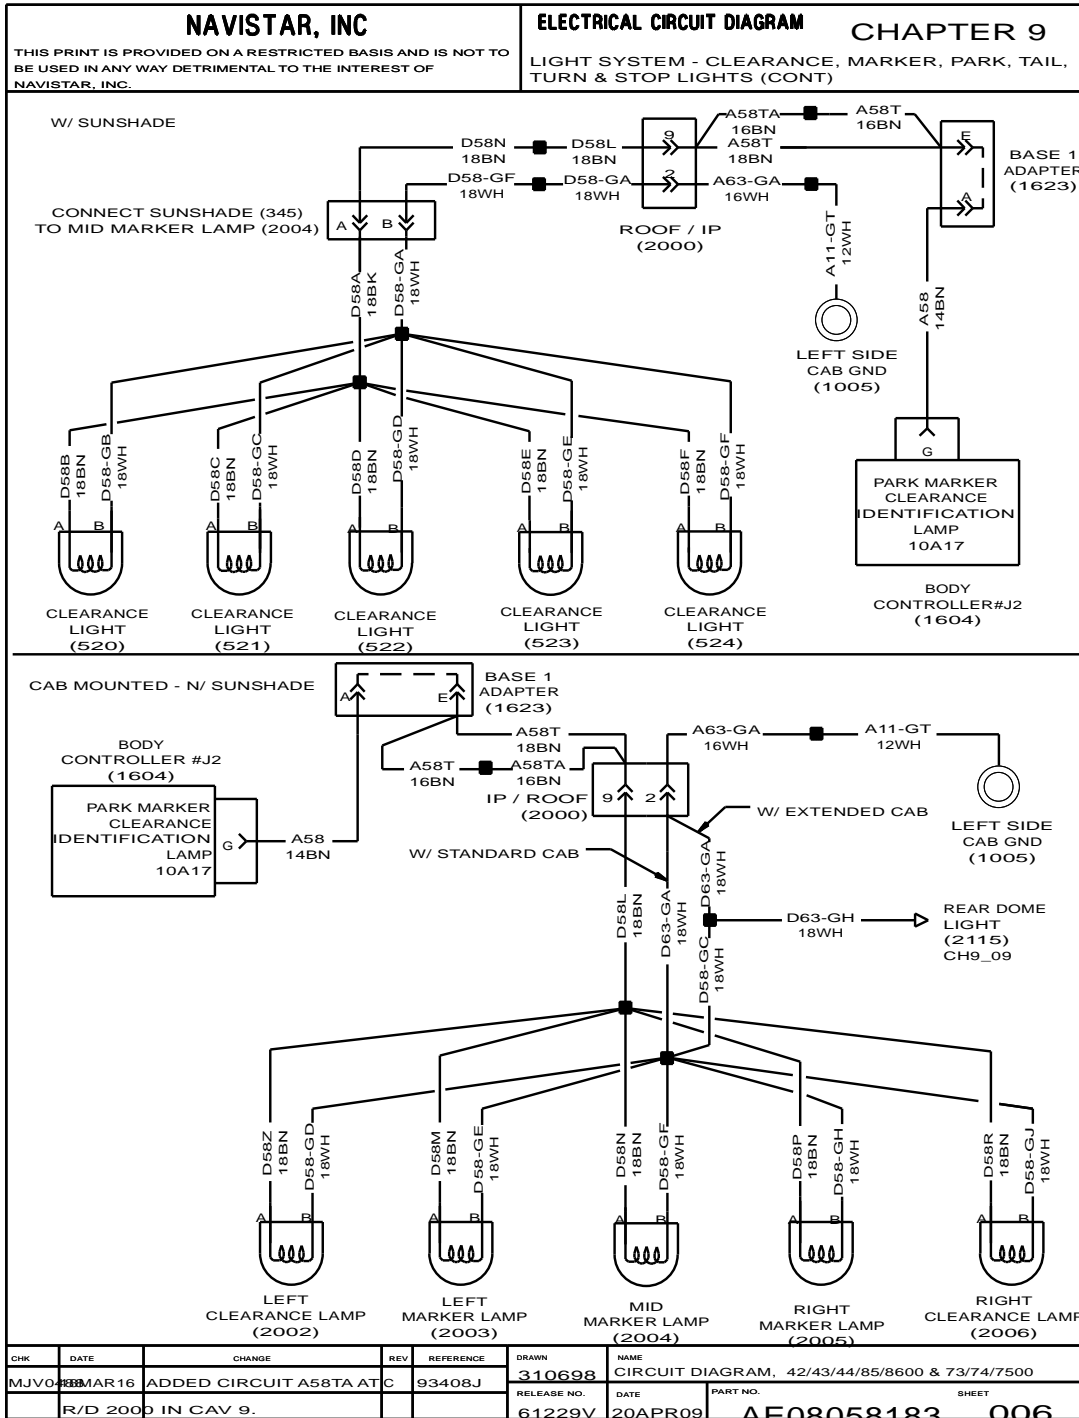 NAVISTAR, INC
THIS PRINT IS PROVIDED ON A RESTRICTED BASIS AND IS NOT TO
BE USED IN ANY WAY DETRIMENTAL TO THE INTEREST OF
NAVISTAR, INC.
ELECTRICAL CIRCUIT DIAGRAM
CHAPTER 9
LIGHT SYSTEM - CLEARANCE, MARKER, PARK, TAIL,
TURN & STOP LIGHTS (CONT)
W/ SUNSHADE
D58N
18BN
D58L
18BN
9
A58TA
16BN
A58T
16BN
A58T
18BN
E
BASE 1
ADAPTER
(1623)
D58-GF
18WH
D58-GA
18WH
2
A63-GA
16WH
A
CONNECT SUNSHADE (345)
TO MID MARKER LAMP (2004)
A
B
ROOF / IP
(2000)
A11-GT
12WH
D58A
18BK
D58-GA
18WH
A58
14BN
LEFT SIDE
CAB GND
(1005)
D58B
18BN
D58-GB
18WH
D58C
18BN
D58-GC
18WH
D58D
18BN
D58-GD
18WH
D58E
18BN
D58-GE
18WH
D58F
18BN
D58-GF
18WH
G
PARK MARKER
CLEARANCE
IDENTIFICATION
LAMP
10A17
A B
A B
A B
A B
A B
CLEARANCE
LIGHT
(520)
CLEARANCE
LIGHT
(521)
CLEARANCE
LIGHT
(522)
CLEARANCE
LIGHT
(523)
CLEARANCE
LIGHT
(524)
BODY
CONTROLLER#J2
(1604)
CAB MOUNTED - N/ SUNSHADE
A
E
BASE 1
ADAPTER
(1623)
A58T
18BN
A58T
16BN
A58TA
16BN
A63-GA
16WH
A11-GT
12WH
BODY
CONTROLLER #J2
(1604)
PARK MARKER
CLEARANCE
IDENTIFICATION
LAMP
10A17
G
A58
14BN
IP / ROOF
(2000)
9
2
W/ EXTENDED CAB
W/ STANDARD CAB
LEFT SIDE
CAB GND
(1005)
D58L
18BN
D63-GA
18WH
D63-GA
18WH
D58-GC
18WH
D63-GH
18WH
REAR DOME
LIGHT
(2115)
CH9_09
D58Z
18BN
D58-GD
18WH
D58M
18BN
D58-GE
18WH
D58N
18BN
D58-GF
18WH
D58P
18BN
D58-GH
18WH
D58R
18BN
D58-GJ
18WH
A B
A B
A B
A B
A B
LEFT
CLEARANCE LAMP
(2002)
LEFT
MARKER LAMP
(2003)
MID
MARKER LAMP
(2004)
RIGHT
MARKER LAMP
(2005)
RIGHT
CLEARANCE LAMP
(2006)
CHK DATE CHANGE REV REFERENCE
ADDED CIRCUIT A58TA AT C 93408J
R/D 2000 IN CAV 9.
DRAWN
310698
NAME
CIRCUIT DIAGRAM, 42/43/44/85/8600 & 73/74/7500
RELEASE NO.
61229V
DATE
20APR09
PART NO.
AE08058183
SHEET
006